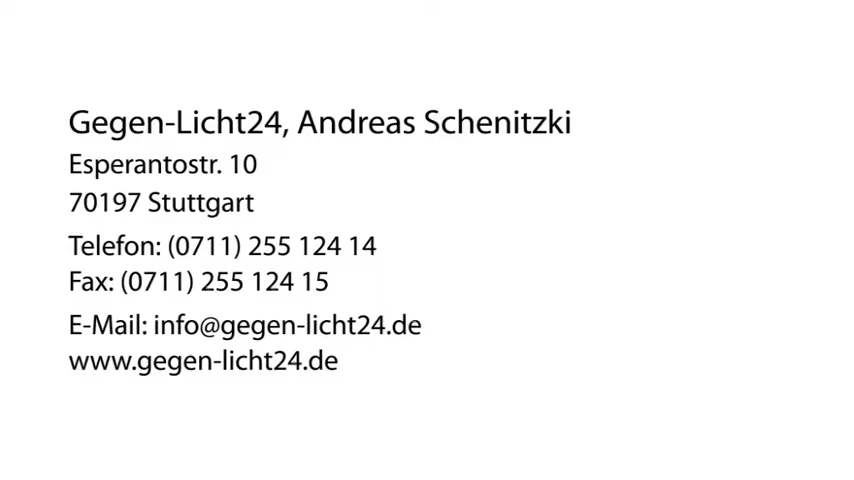 Gegen-Licht24, Andreas Schenitzki
Esperantostr. 10
70197 Stuttgart
Telefon: (0711) 255 124 14
Fax: (0711) 255 124 15
E-Mail: info@gegen-licht24.de
www.gegen-licht24.de